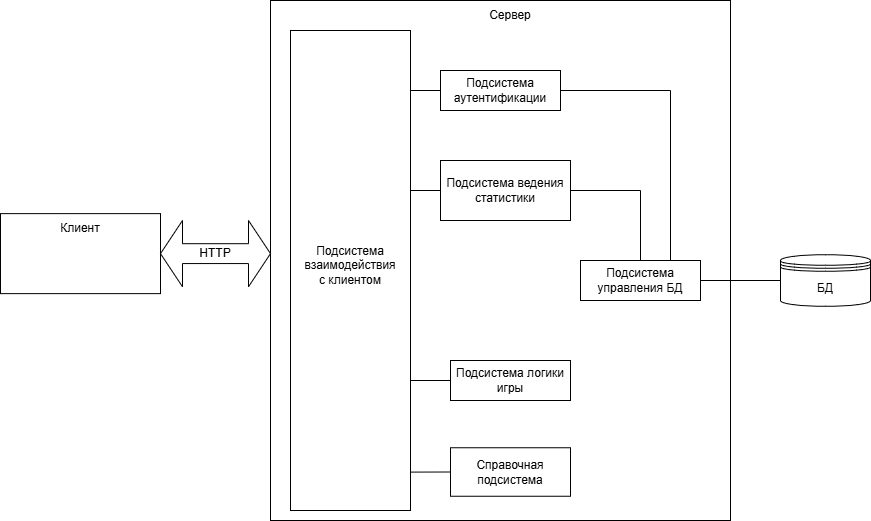 Сервер
Подсистема
аутентификации
Подсистема ведения
статистики
Клиент
HTTP
Подсистема
взаимодействия
с клиентом
Подсистема
управления БД
БД
Подсистема логики
игры
Справочная
подсистема